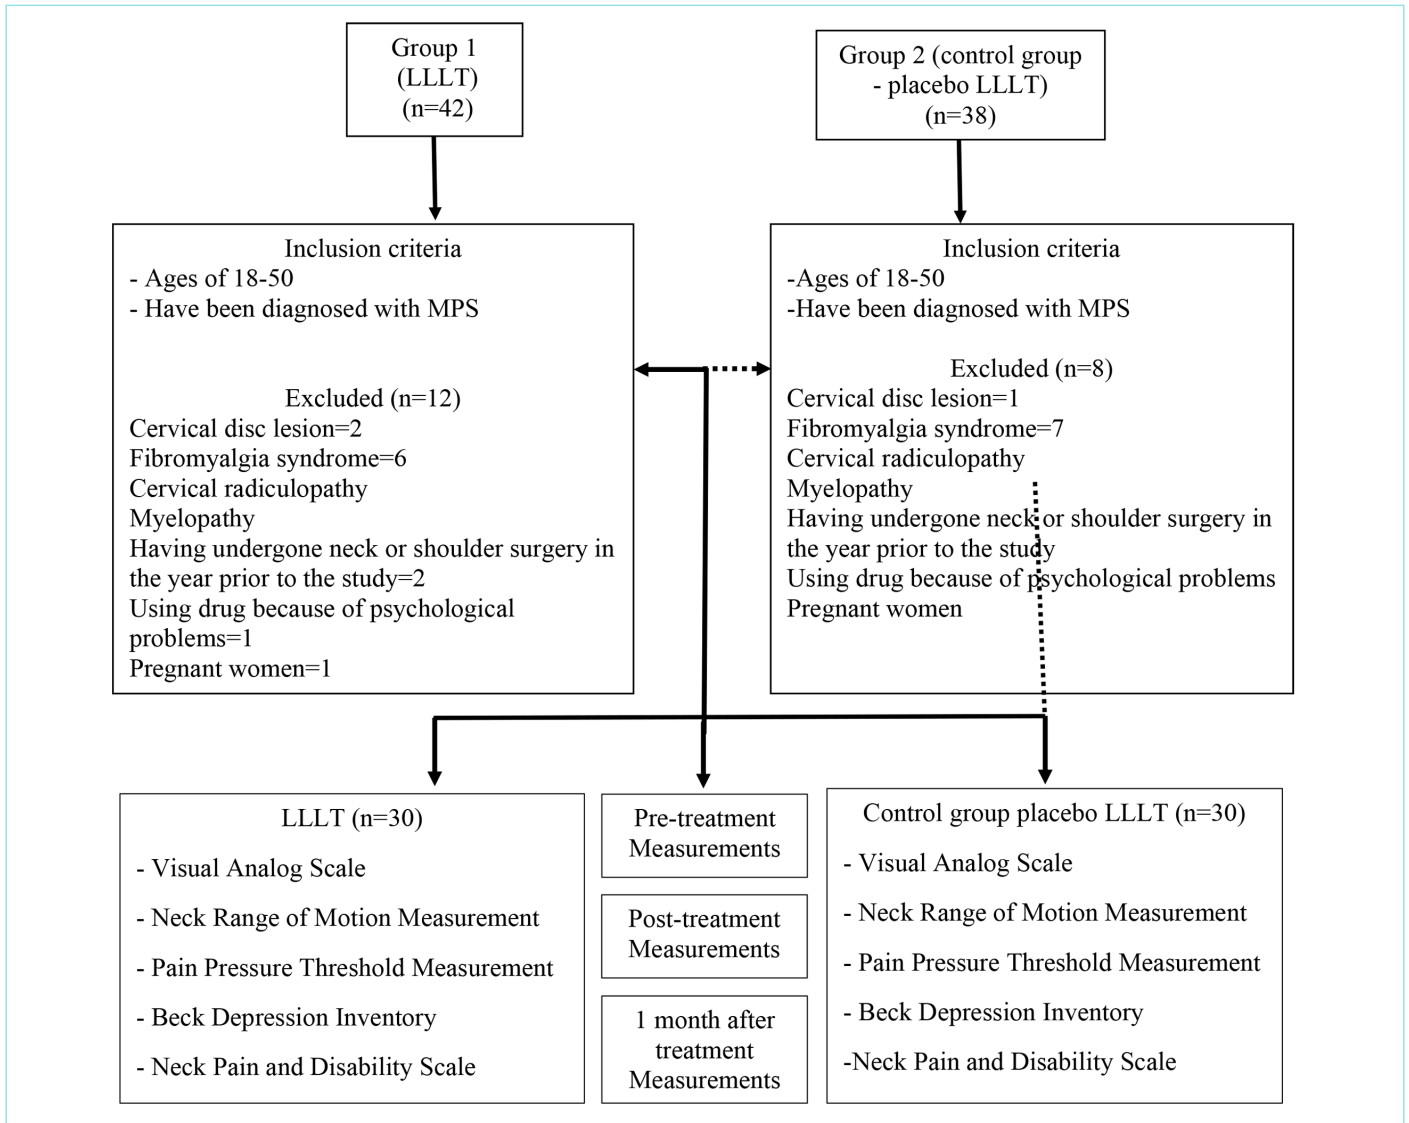 Group 1
(LLLT)
(n=42)
Group 2 (control group
- placebo LLLT)
(n=38)
Inclusion criteria
- Ages of 18-50
- Have been diagnosed with MPS
Excluded (n=12)
Cervical disc lesion=2
Fibromyalgia syndrome=6
Cervical radiculopathy
Myelopathy
Having undergone neck or shoulder surgery in
the year prior to the study=2
Using drug because of psychological
problems=1
Pregnant women=1
Inclusion criteria
-Ages of 18-50
-Have been diagnosed with MPS
Excluded (n=8)
Cervical disc lesion=1
Fibromyalgia syndrome=7
Cervical radiculopathy
Myelopathy
Having undergone neck or shoulder surgery in
the year prior to the study
Using drug because of psychological problems
Pregnant women
LLLT (n=30)
- Visual Analog Scale
- Neck Range of Motion Measurement
- Pain Pressure Threshold Measurement
- Beck Depression Inventory
- Neck Pain and Disability Scale
Pre-treatment
Measurements
Post-treatment
Measurements
1 month after
treatment
Measurements
Control group placebo LLLT (n=30)
- Visual Analog Scale
- Neck Range of Motion Measurement
- Pain Pressure Threshold Measurement
- Beck Depression Inventory
-Neck Pain and Disability Scale